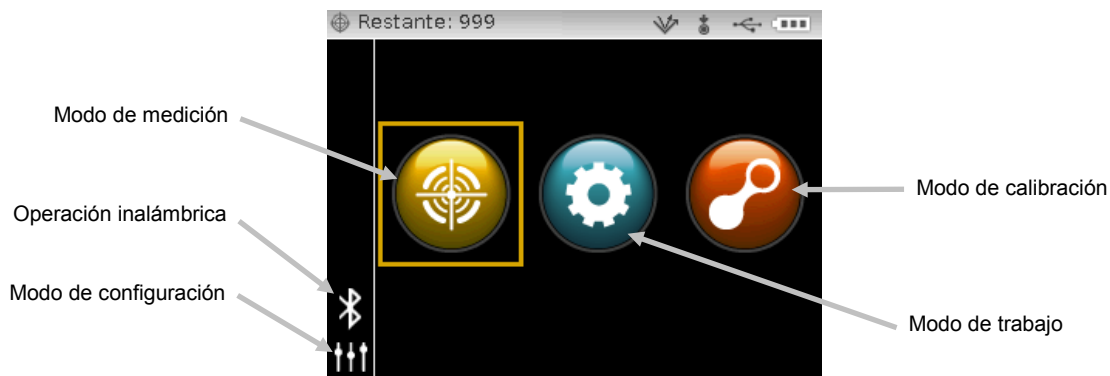 Restante: 999
Modo de medición
Operación inalámbrica
Modo de calibración
Modo de configuración
Modo de trabajo